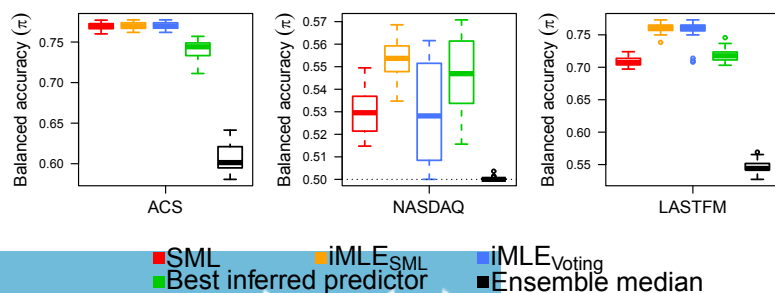 Balanced accuracy (π)
0.75
0.70
0.65
0.60
ACS
Balanced accuracy (π)
0.57
0.56
0.55
0.54
0.53
0.52
0.51
0.50
NASDAQ
Balanced accuracy (π)
0.75
0.70
0.65
0.60
0.55
LASTFM
SML
iMLE_SML
iMLE_Voting
Best inferred predictor
Ensemble median